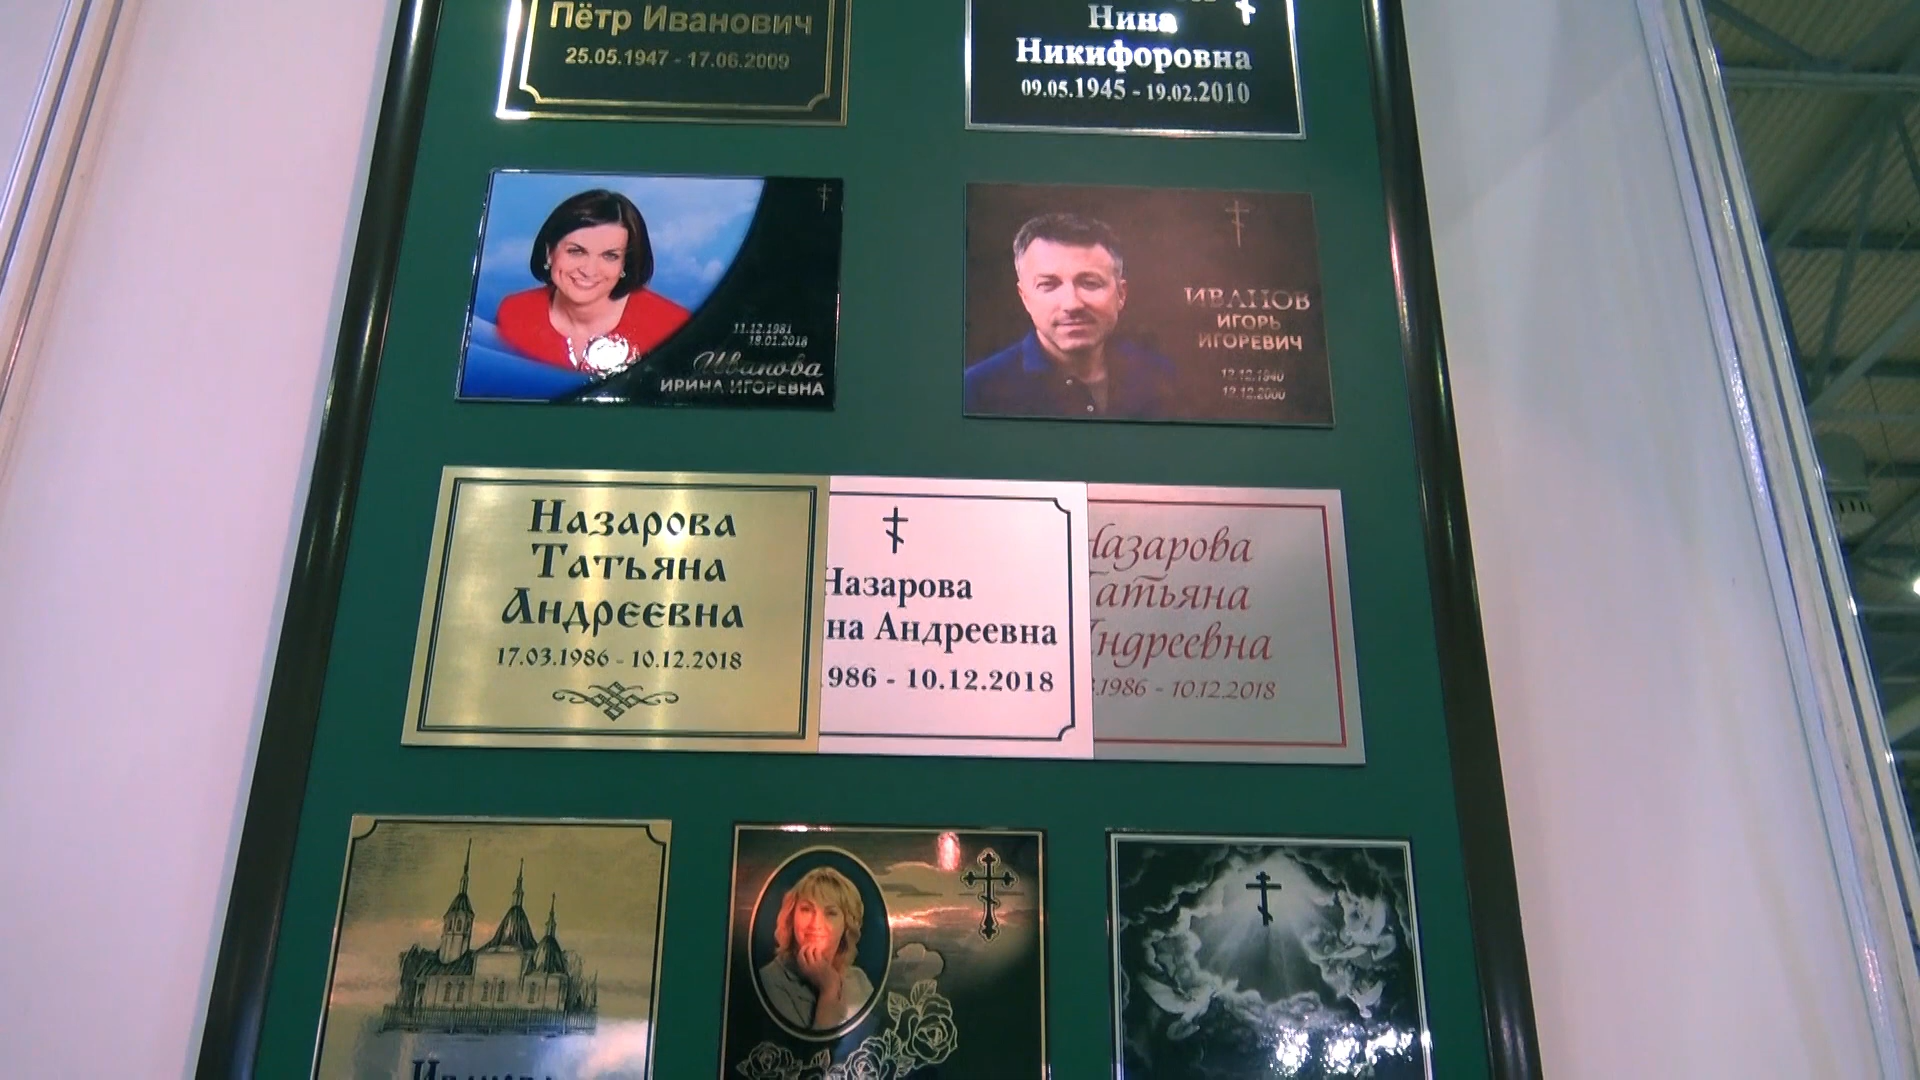 Пётр Иванович
25.05.1947 - 17.06.2009
Нина
Никифоровна
09.05.1945 - 19.02.2010
11.12.1981
18.01.2018
Иванова
ИРИНА ИГОРЕВНА
ИВАНОВ
ИГОРЬ
ИГОРЕВИЧ
12.12.1940
12.12.2000
Назарова
Татьяна
Андреевна
17.03.1986 - 10.12.2018
Назарова
на Андреевна
986 - 10.12.2018
Назарова
Татьяна
Андреевна
.1986 - 10.12.2018